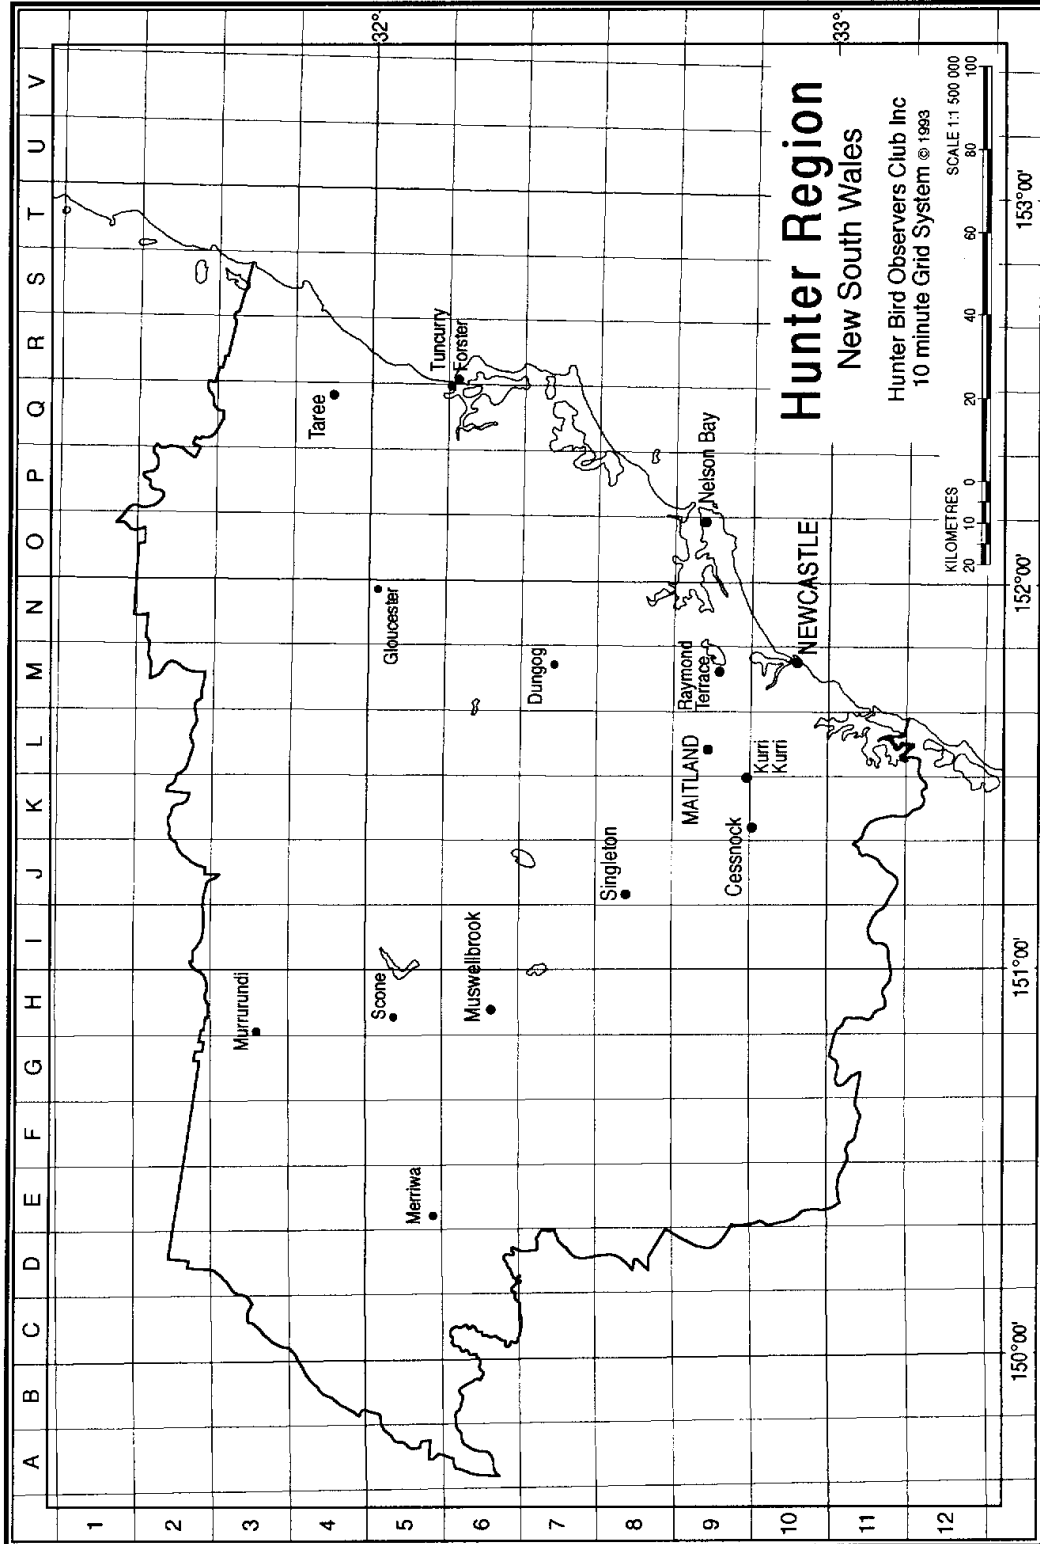 A B C D E F G H I J K L M N O P Q R S T U V
1
2
3
4
5
6
7
8
9
10
11
12
32°
33°
Murrurundi
Taree
Gloucester
Scone
Merriwa
Tuncurry
Forster
Muswellbrook
Dungog
Singleton
Raymond
Terrace
Nelson Bay
MAITLAND
Kurri
Kurri
Cessnock
NEWCASTLE
Hunter Region
New South Wales
Hunter Bird Observers Club Inc
10 minute Grid System © 1993
KILOMETRES
SCALE 1:1 500 000
20 10 0 20 40 60 80 100
150°00'
151°00'
152°00'
153°00'